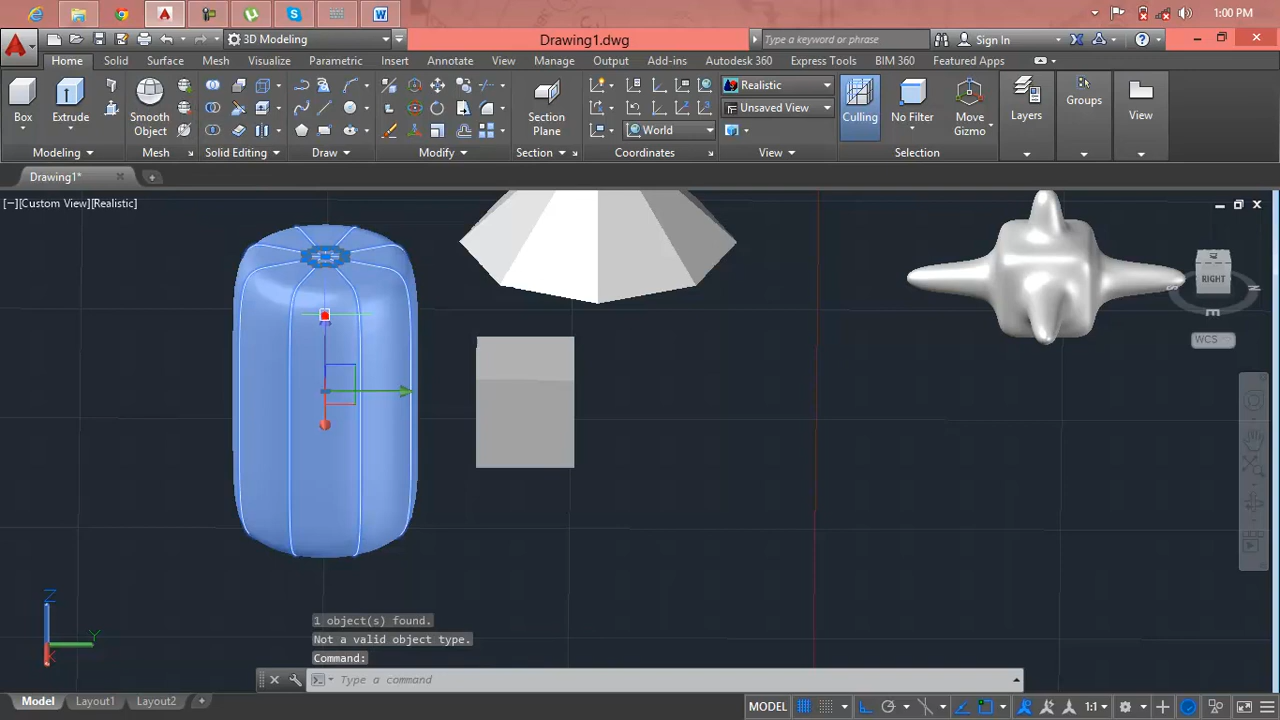 1:00 PM
3D Modeling
Drawing1.dwg
Type a keyword or phrase
Sign In
Home Solid Surface Mesh Visualize Parametric Insert Annotate View Manage Output Add-ins Autodesk 360 Express Tools BIM 360 Featured Apps
Realistic
Unsaved View
World
Box
Extrude
Smooth
Object
Section
Plane
Culling
No Filter
Move
Gizmo
Layers
Groups
View
Modeling
Mesh
Solid Editing
Draw
Modify
Section
Coordinates
View
Selection
Drawing1*
[−][Custom View][Realistic]
RIGHT
S
N
E
WCS
Z
Y
X
1 object(s) found.
Not a valid object type.
Command:
Type a command
Model Layout1 Layout2
MODEL
1:1